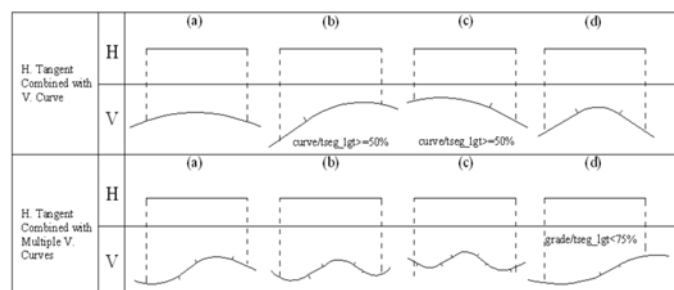 (a) (b) (c) (d)
H. Tangent
Combined with
V. Curve
H
V
curve/tseg_lgt>=50% curve/tseg_lgt>=50%
(a) (b) (c) (d)
H. Tangent
Combined with
Multiple V.
Curves
H
V
grade/tseg_lgt<75%